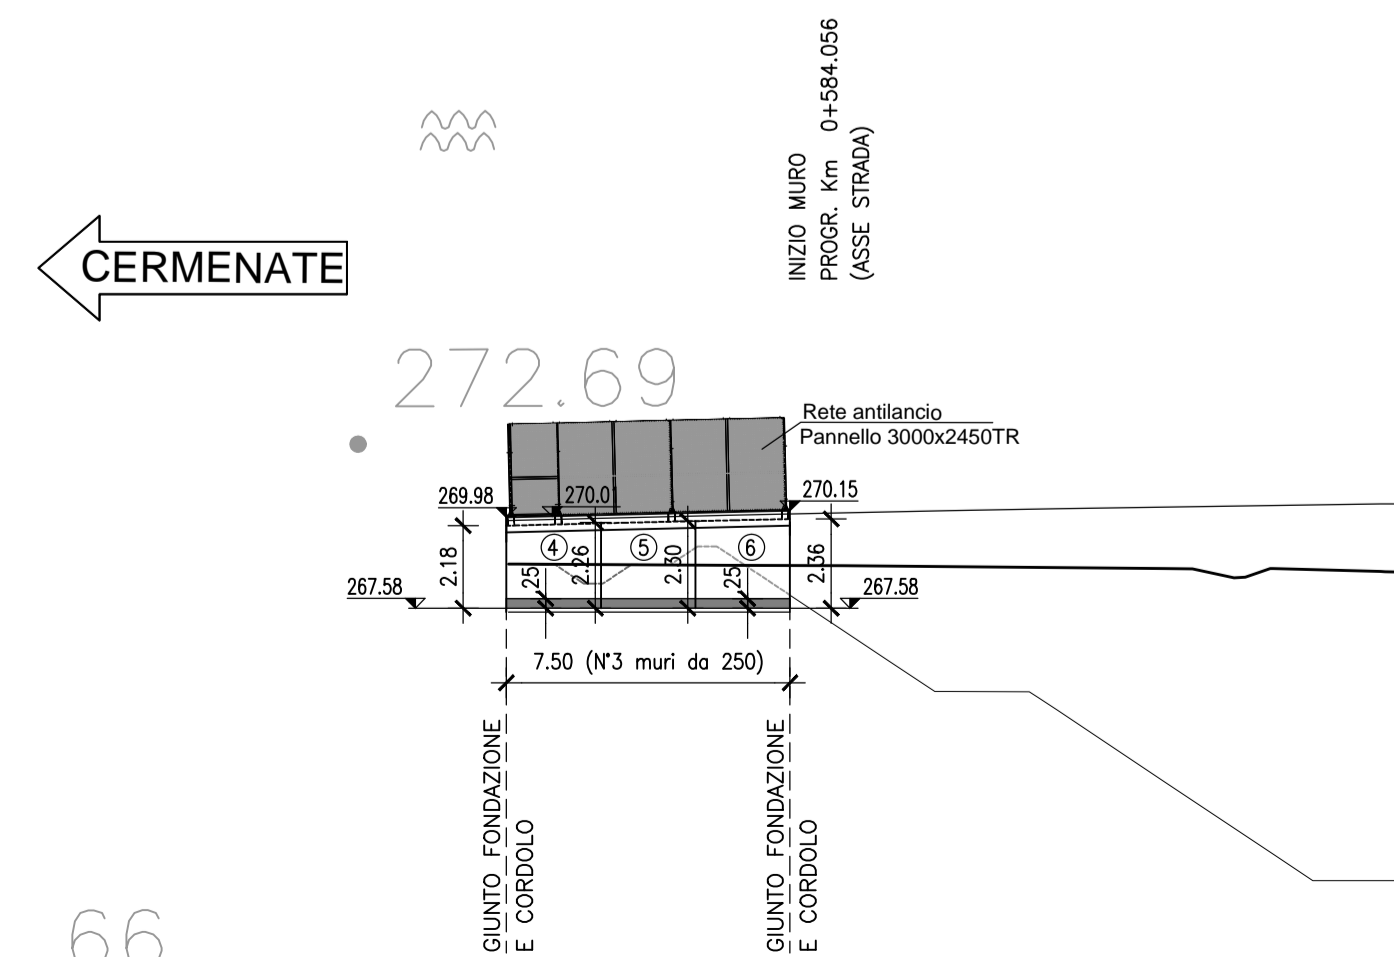 INIZIO MURO
PROGR. Km 0+584.056
(ASSE STRADA)
CERMENATE
272.69
Rete antilancio
Pannello 3000x2450TR
269.98
270.0
270.15
4
5
6
2.18
.25
2.26
2.30
.25
2.36
267.58
267.58
7.50 (N°3 muri da 250)
GIUNTO FONDAZIONE
E CORDOLO
GIUNTO FONDAZIONE
E CORDOLO
66